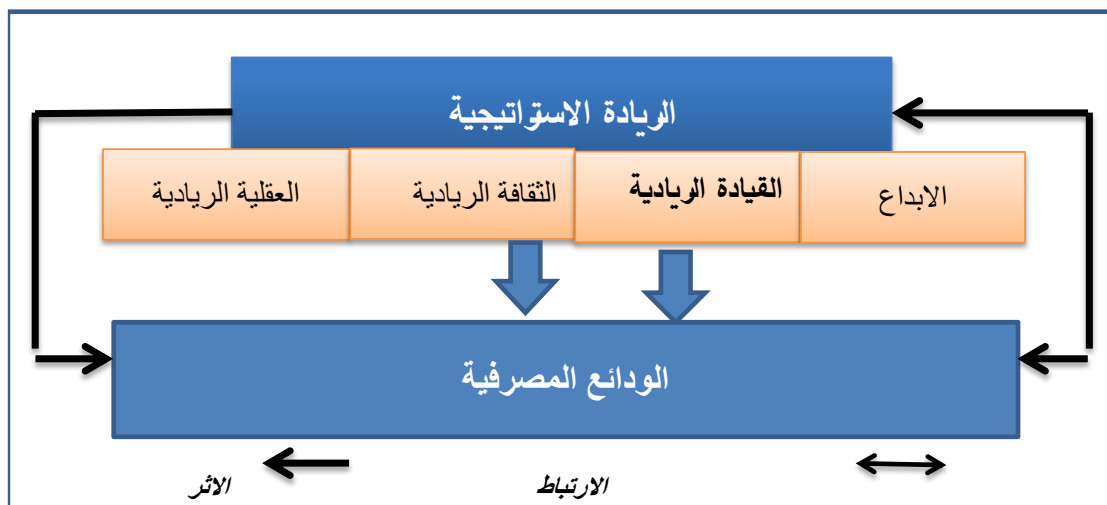 الريادة الاستراتيجية
الابداع القيادة الريادية الثقافة الريادية العقلية الريادية
الودائع المصرفية
الارتباط الاثر